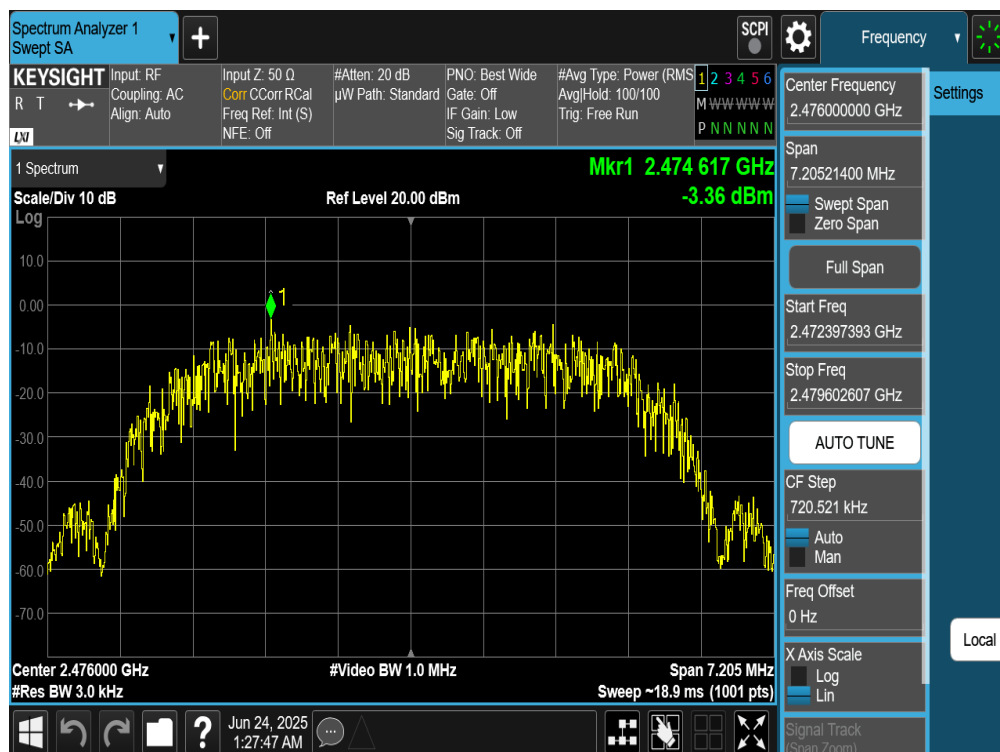 Spectrum Analyzer 1
Swept SA
+
SCPI
Frequency
KEYSIGHT
R T
LXI
Input: RF
Coupling: AC
Align: Auto
Input Z: 50 Ω
Corr CCorr RCal
Freq Ref: Int (S)
NFE: Off
#Atten: 20 dB
µW Path: Standard
PNO: Best Wide
Gate: Off
IF Gain: Low
Sig Track: Off
#Avg Type: Power (RMS
Avg|Hold: 100/100
Trig: Free Run
1 2 3 4 5 6
M W W W W W W
P N N N N N
1 Spectrum
Mkr1 2.474 617 GHz
-3.36 dBm
Scale/Div 10 dB
Ref Level 20.00 dBm
Log
10.0
0.00
-10.0
-20.0
-30.0
-40.0
-50.0
-60.0
-70.0
1
Center 2.476000 GHz
#Video BW 1.0 MHz
Span 7.205 MHz
#Res BW 3.0 kHz
Sweep ~18.9 ms (1001 pts)
Jun 24, 2025
1:27:47 AM
?
Center Frequency
2.476000000 GHz
Settings
Span
7.20521400 MHz
Swept Span
Zero Span
Full Span
Start Freq
2.472397393 GHz
Stop Freq
2.479602607 GHz
AUTO TUNE
CF Step
720.521 kHz
Auto
Man
Freq Offset
0 Hz
Local
X Axis Scale
Log
Lin
Signal Track
(Span Zoom)